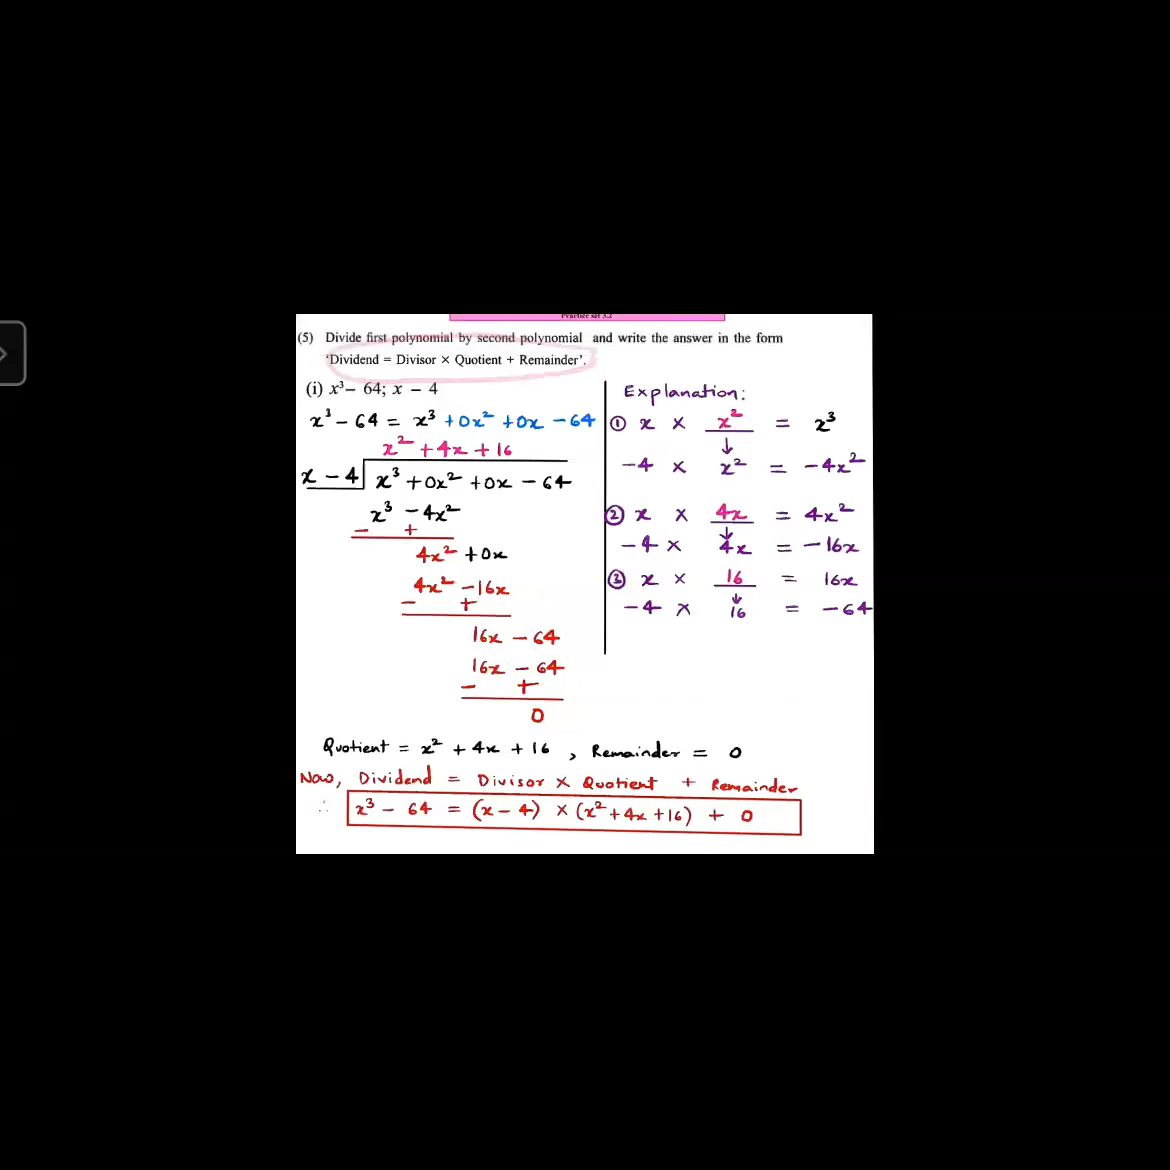 Practice set 3.2
(5) Divide first polynomial by second polynomial and write the answer in the form
'Dividend = Divisor × Quotient + Remainder'.
(i) x³ – 64; x – 4
x³ - 64 = x³ + 0x² + 0x - 64
x² + 4x + 16
x - 4 x³ + 0x² + 0x - 64
x³ - 4x²
- +
4x² + 0x
4x² - 16x
- +
16x - 64
16x - 64
- +
0
Explanation:
① x × x² = x³
↓
-4 × x² = -4x²
② x × 4x = 4x²
↓
-4 × 4x = -16x
③ x × 16 = 16x
↓
-4 × 16 = -64
Quotient = x² + 4x + 16 , Remainder = 0
Now, Dividend = Divisor × Quotient + Remainder
∴ x³ - 64 = (x - 4) × (x² + 4x + 16) + 0